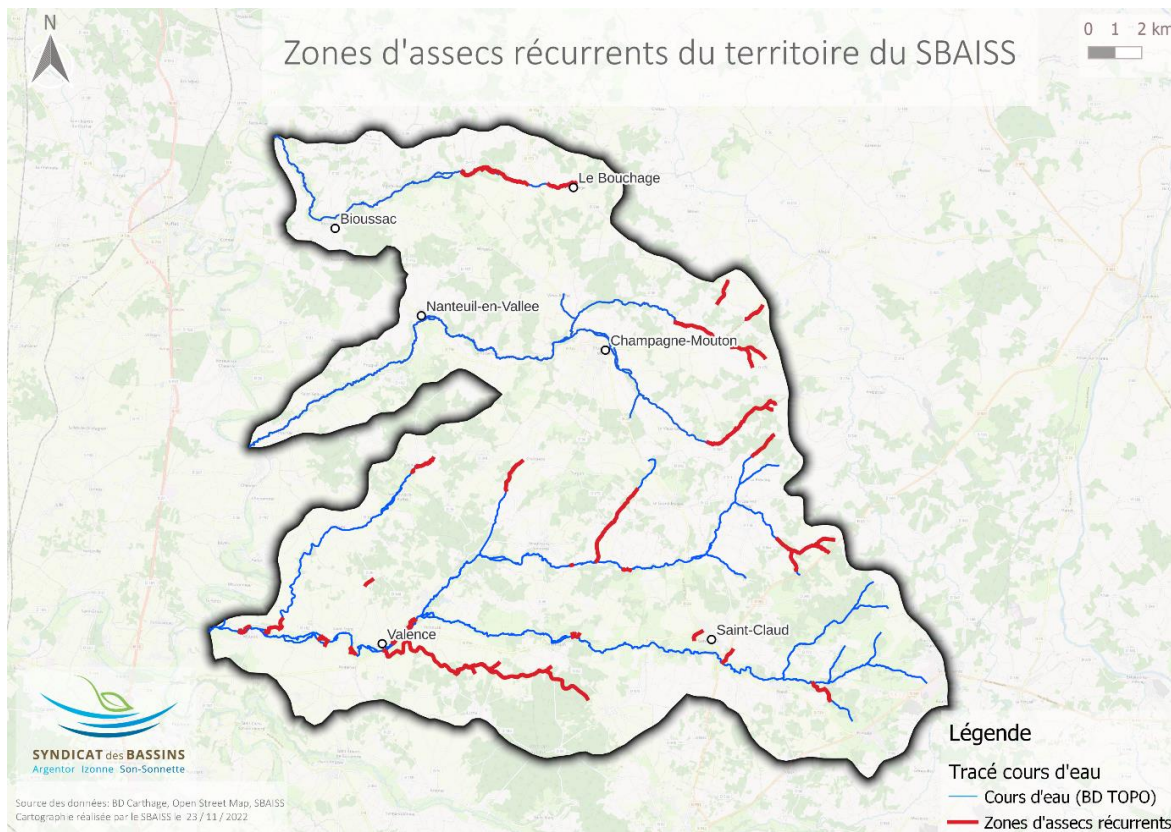 N
Zones d'assecs récurrents du territoire du SBAISS
0 1 2 km
Le Bouchage
Bioussac
Nanteuil-en-Vallee
Champagne-Mouton
Valence
Saint-Claud
SYNDICAT des BASSINS
Argentor Izonne Son-Sonnette
Source des données: BD Carthage, Open Street Map, SBAISS
Cartographie réalisée par le SBAISS le 23 / 11 / 2022
Légende
Tracé cours d'eau
Cours d'eau (BD TOPO)
Zones d'assecs récurrents